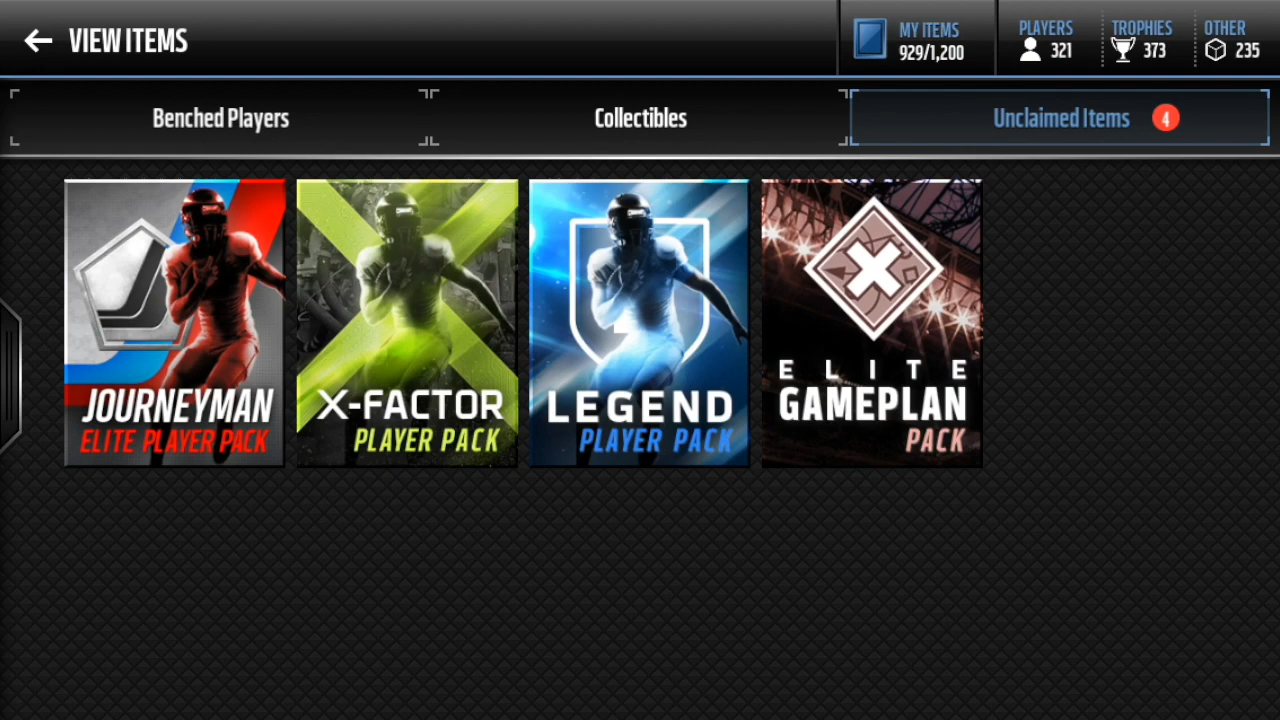 VIEW ITEMS
MY ITEMS
929/1,200
PLAYERS
321
TROPHIES
373
OTHER
235
Benched Players
Collectibles
Unclaimed Items 4
JOURNEYMAN
ELITE PLAYER PACK
X-FACTOR
PLAYER PACK
LEGEND
PLAYER PACK
ELITE
GAMEPLAN
PACK